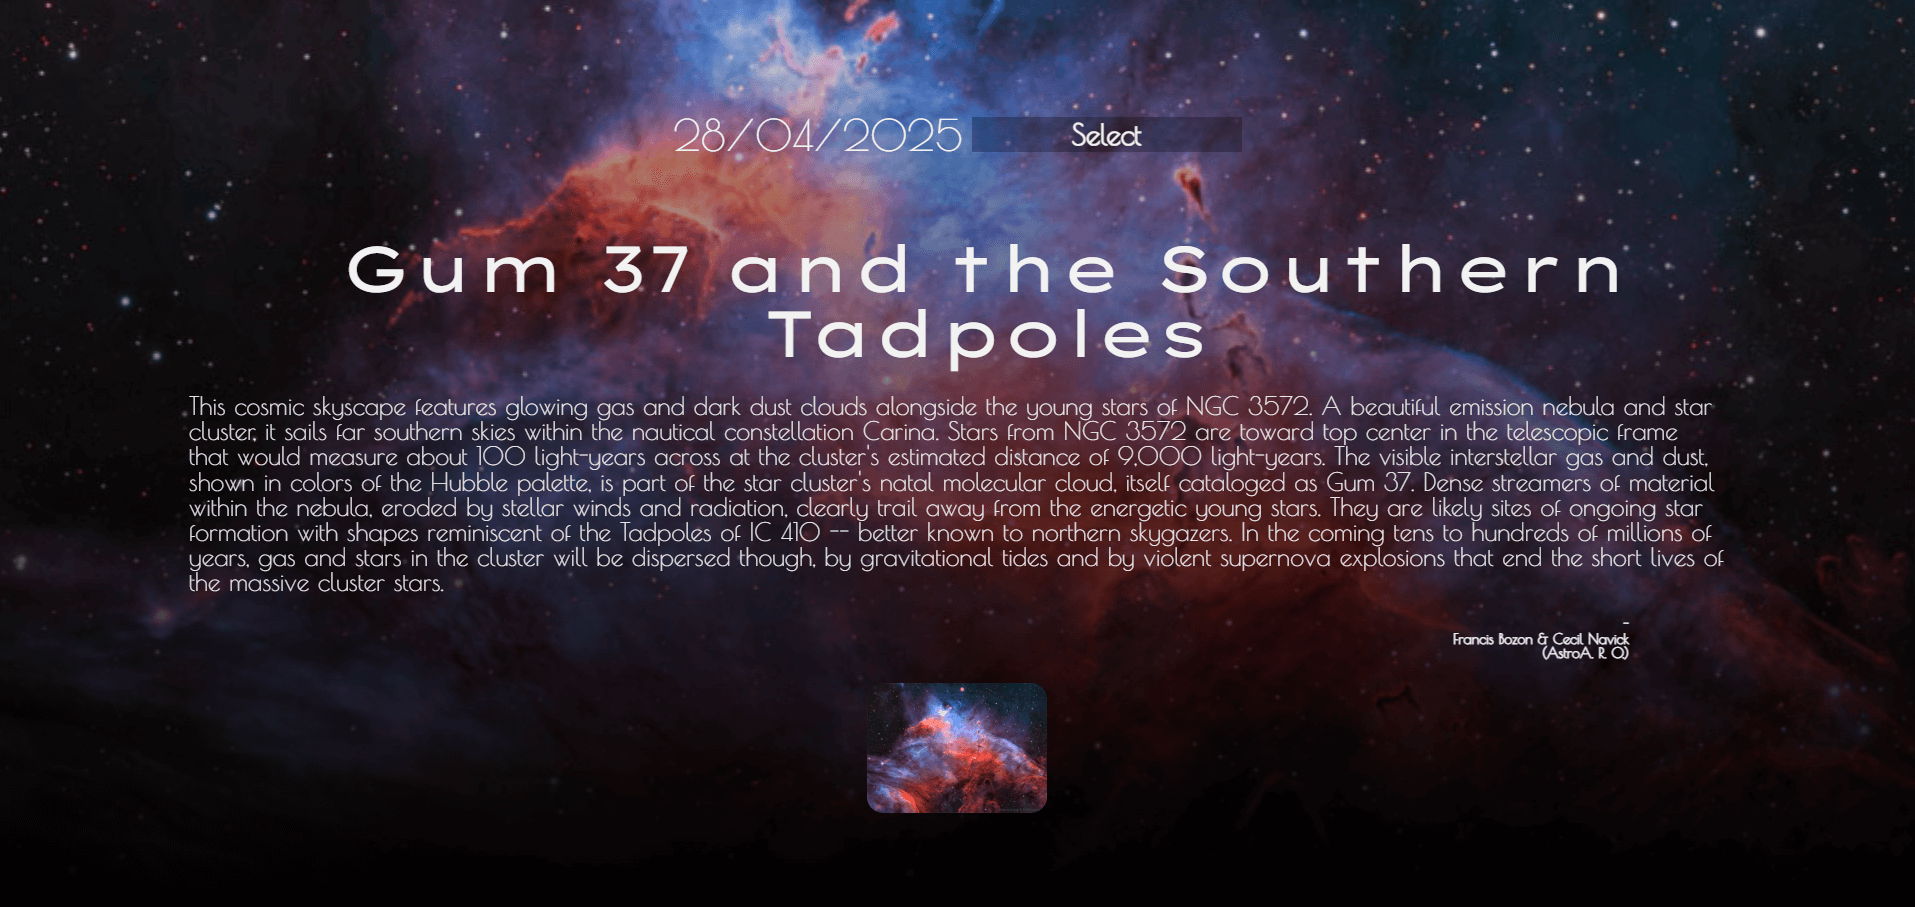 28/04/2025 Select
Gum 37 and the Southern
Tadpoles
This cosmic skyscape features glowing gas and dark dust clouds alongside the young stars of NGC 3572. A beautiful emission nebula and star
cluster, it sails far southern skies within the nautical constellation Carina. Stars from NGC 3572 are toward top center in the telescopic frame
that would measure about 100 light-years across at the cluster's estimated distance of 9,000 light-years. The visible interstellar gas and dust,
shown in colors of the Hubble palette, is part of the star cluster's natal molecular cloud, itself cataloged as Gum 37. Dense streamers of material
within the nebula, eroded by stellar winds and radiation, clearly trail away from the energetic young stars. They are likely sites of ongoing star
formation with shapes reminiscent of the Tadpoles of IC 410 -- better known to northern skygazers. In the coming tens to hundreds of millions of
years, gas and stars in the cluster will be dispersed though, by gravitational tides and by violent supernova explosions that end the short lives of
the massive cluster stars.
-
Francis Bozon & Cecil Navick
(AstroA. R. O.)